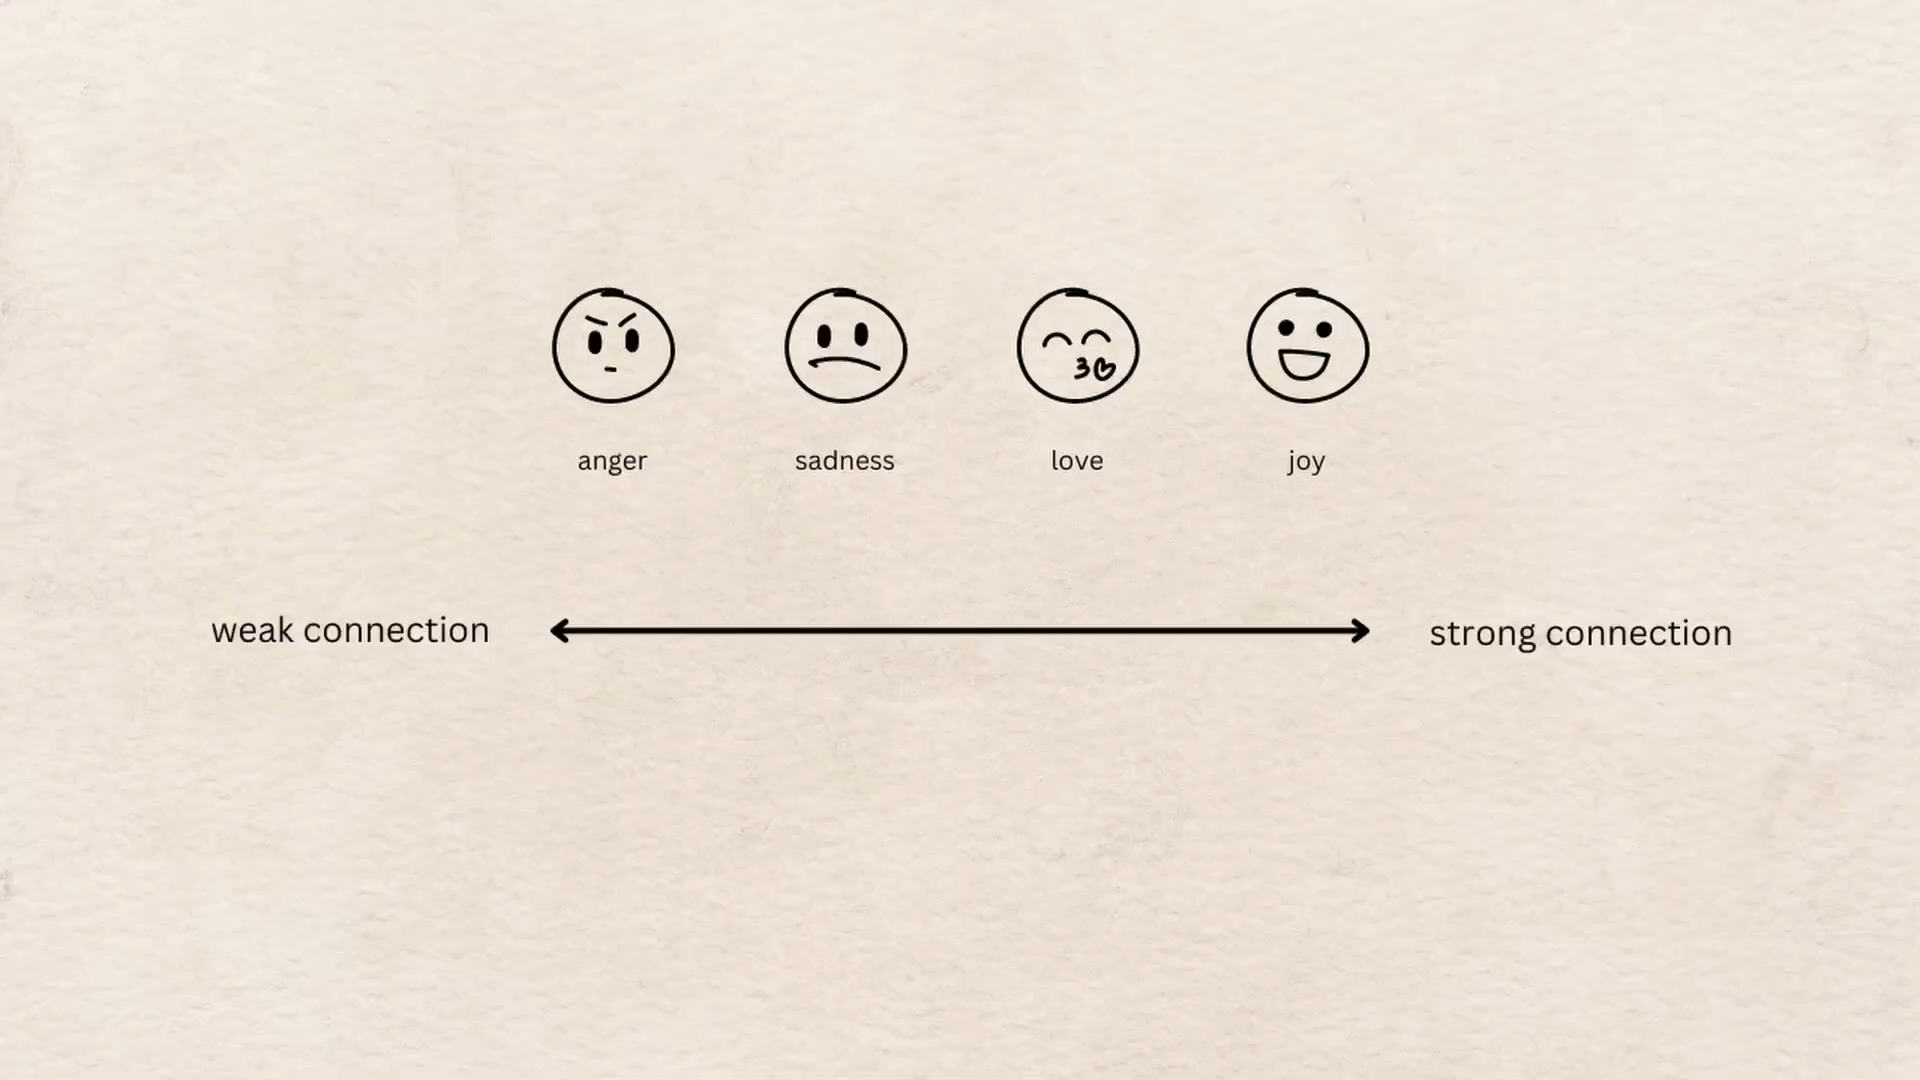 anger
sadness
love
joy
weak connection
strong connection